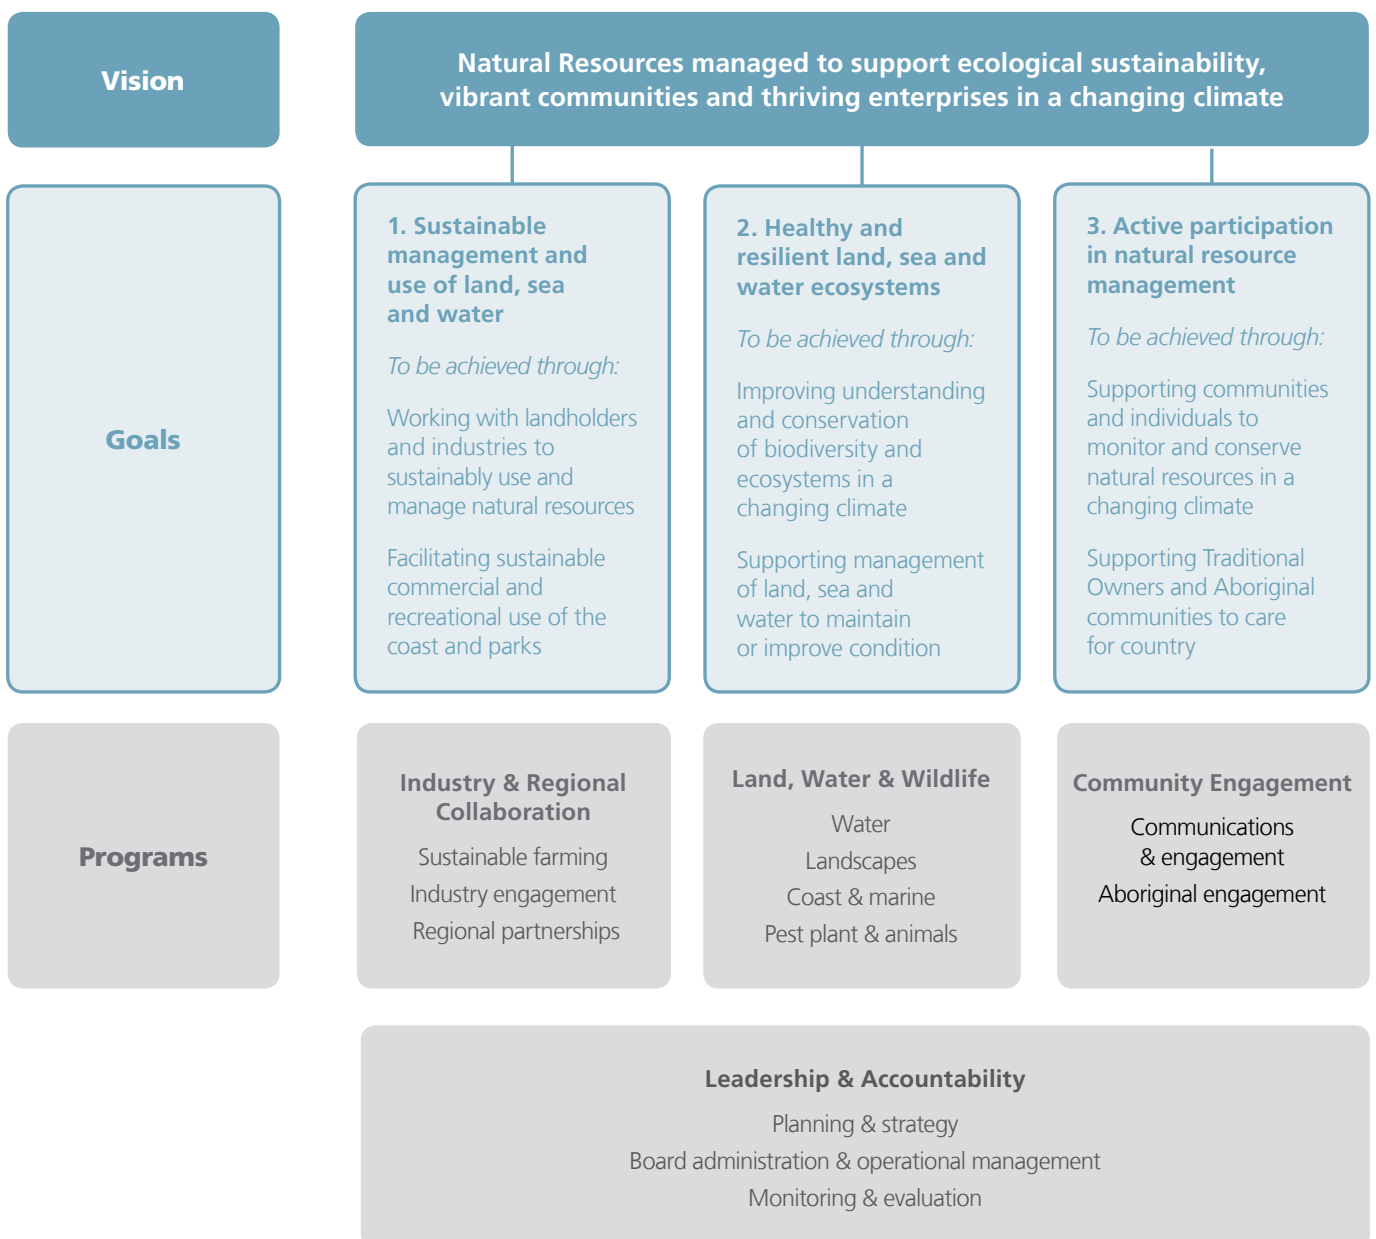 Vision
Natural Resources managed to support ecological sustainability,
vibrant communities and thriving enterprises in a changing climate
Goals
1. Sustainable
management and
use of land, sea
and water
To be achieved through:
Working with landholders
and industries to
sustainably use and
manage natural resources
Facilitating sustainable
commercial and
recreational use of the
coast and parks
2. Healthy and
resilient land, sea and
water ecosystems
To be achieved through:
Improving understanding
and conservation
of biodiversity and
ecosystems in a
changing climate
Supporting management
of land, sea and
water to maintain
or improve condition
3. Active participation
in natural resource
management
To be achieved through:
Supporting communities
and individuals to
monitor and conserve
natural resources in a
changing climate
Supporting Traditional
Owners and Aboriginal
communities to care
for country
Programs
Industry & Regional
Collaboration
Sustainable farming
Industry engagement
Regional partnerships
Land, Water & Wildlife
Water
Landscapes
Coast & marine
Pest plant & animals
Community Engagement
Communications
& engagement
Aboriginal engagement
Leadership & Accountability
Planning & strategy
Board administration & operational management
Monitoring & evaluation